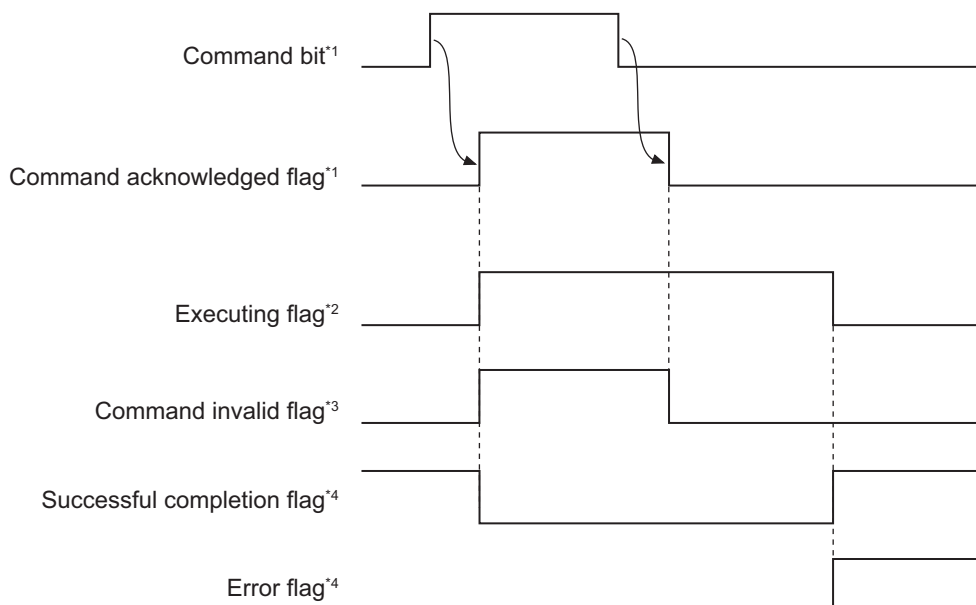 Command bit*1
Command acknowledged flag*1
Executing flag*2
Command invalid flag*3
Successful completion flag*4
Error flag*4